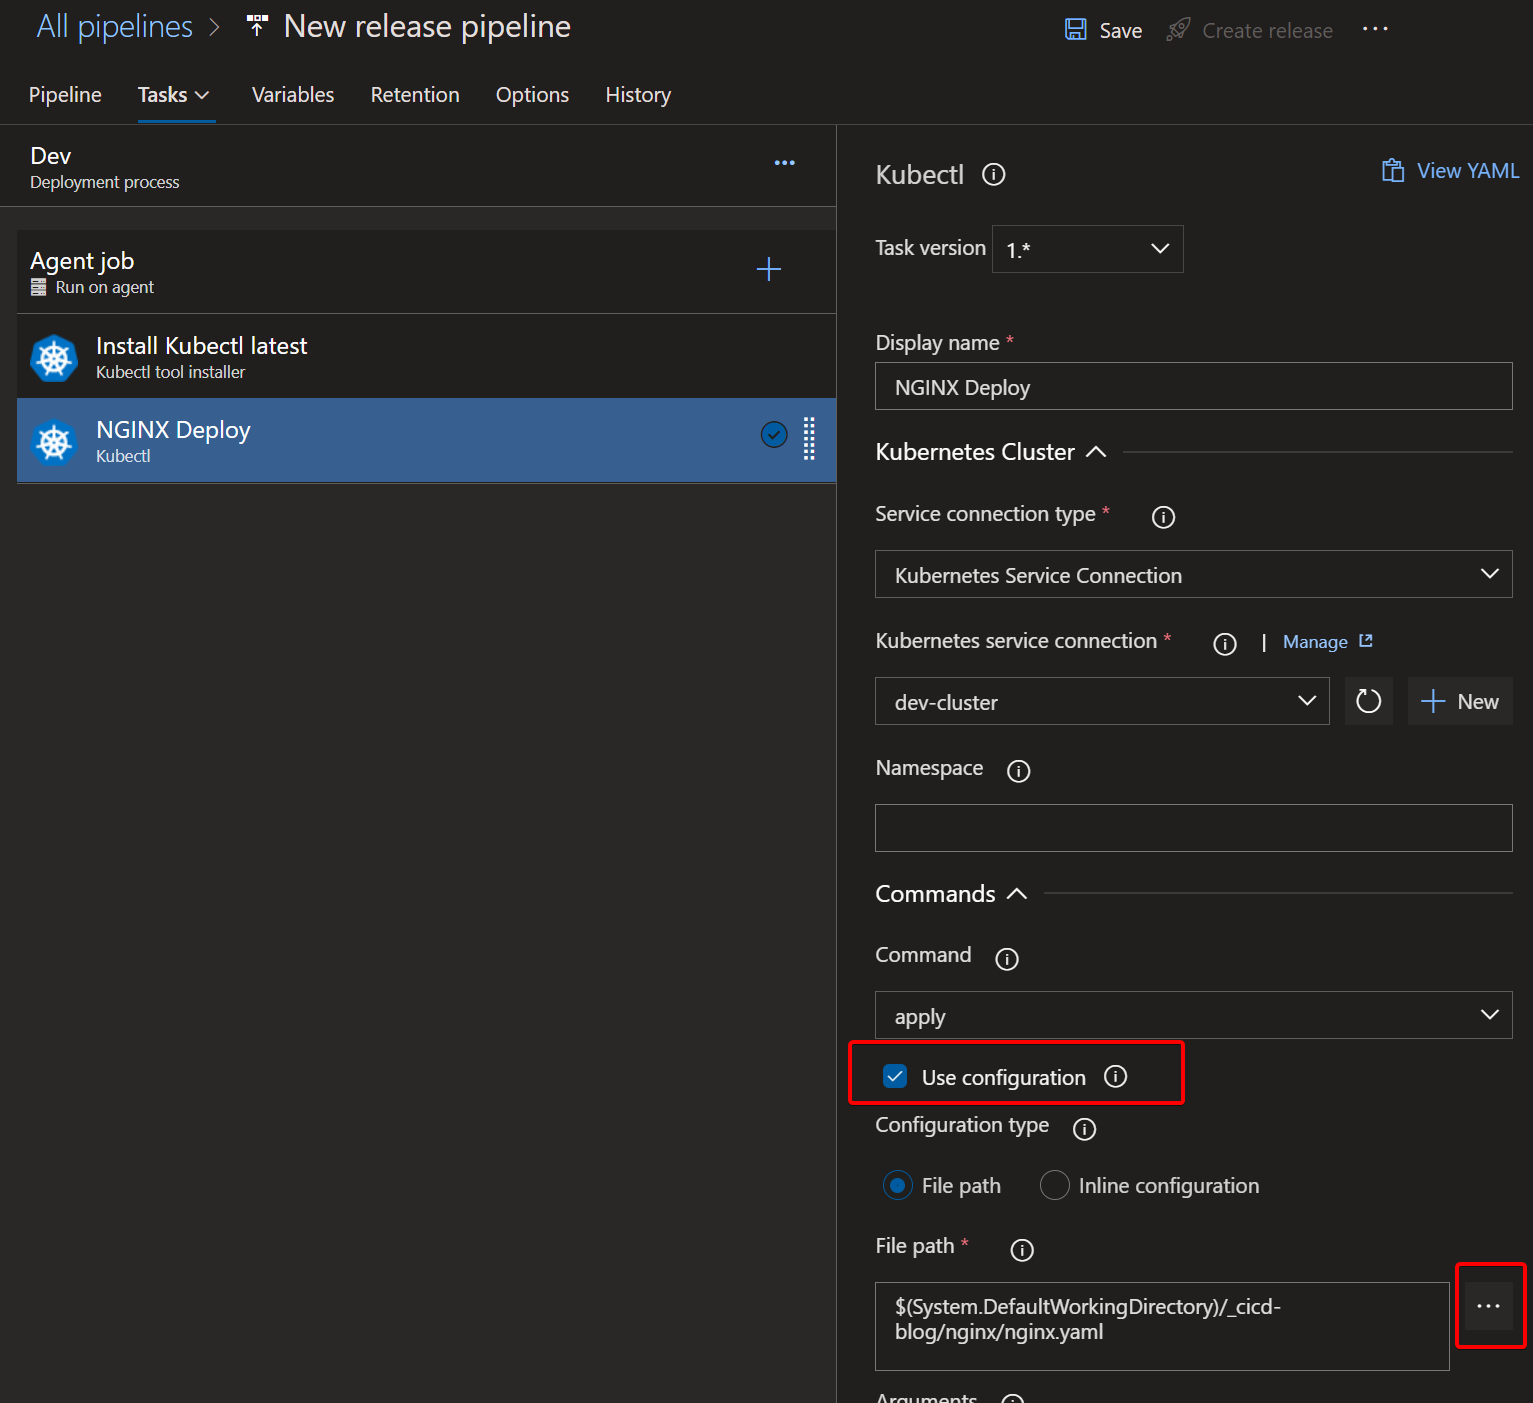 All pipelines > New release pipeline
Save Create release ...
Pipeline Tasks Variables Retention Options History
Dev
Deployment process
Agent job
Run on agent
Install Kubectl latest
Kubectl tool installer
NGINX Deploy
Kubectl
Kubectl
View YAML
Task version 1.*
Display name *
NGINX Deploy
Kubernetes Cluster
Service connection type *
Kubernetes Service Connection
Kubernetes service connection * | Manage
dev-cluster
New
Namespace
Commands
Command
apply
Use configuration
Configuration type
File path Inline configuration
File path *
$(System.DefaultWorkingDirectory)/_cicd-
blog/nginx/nginx.yaml
Arguments